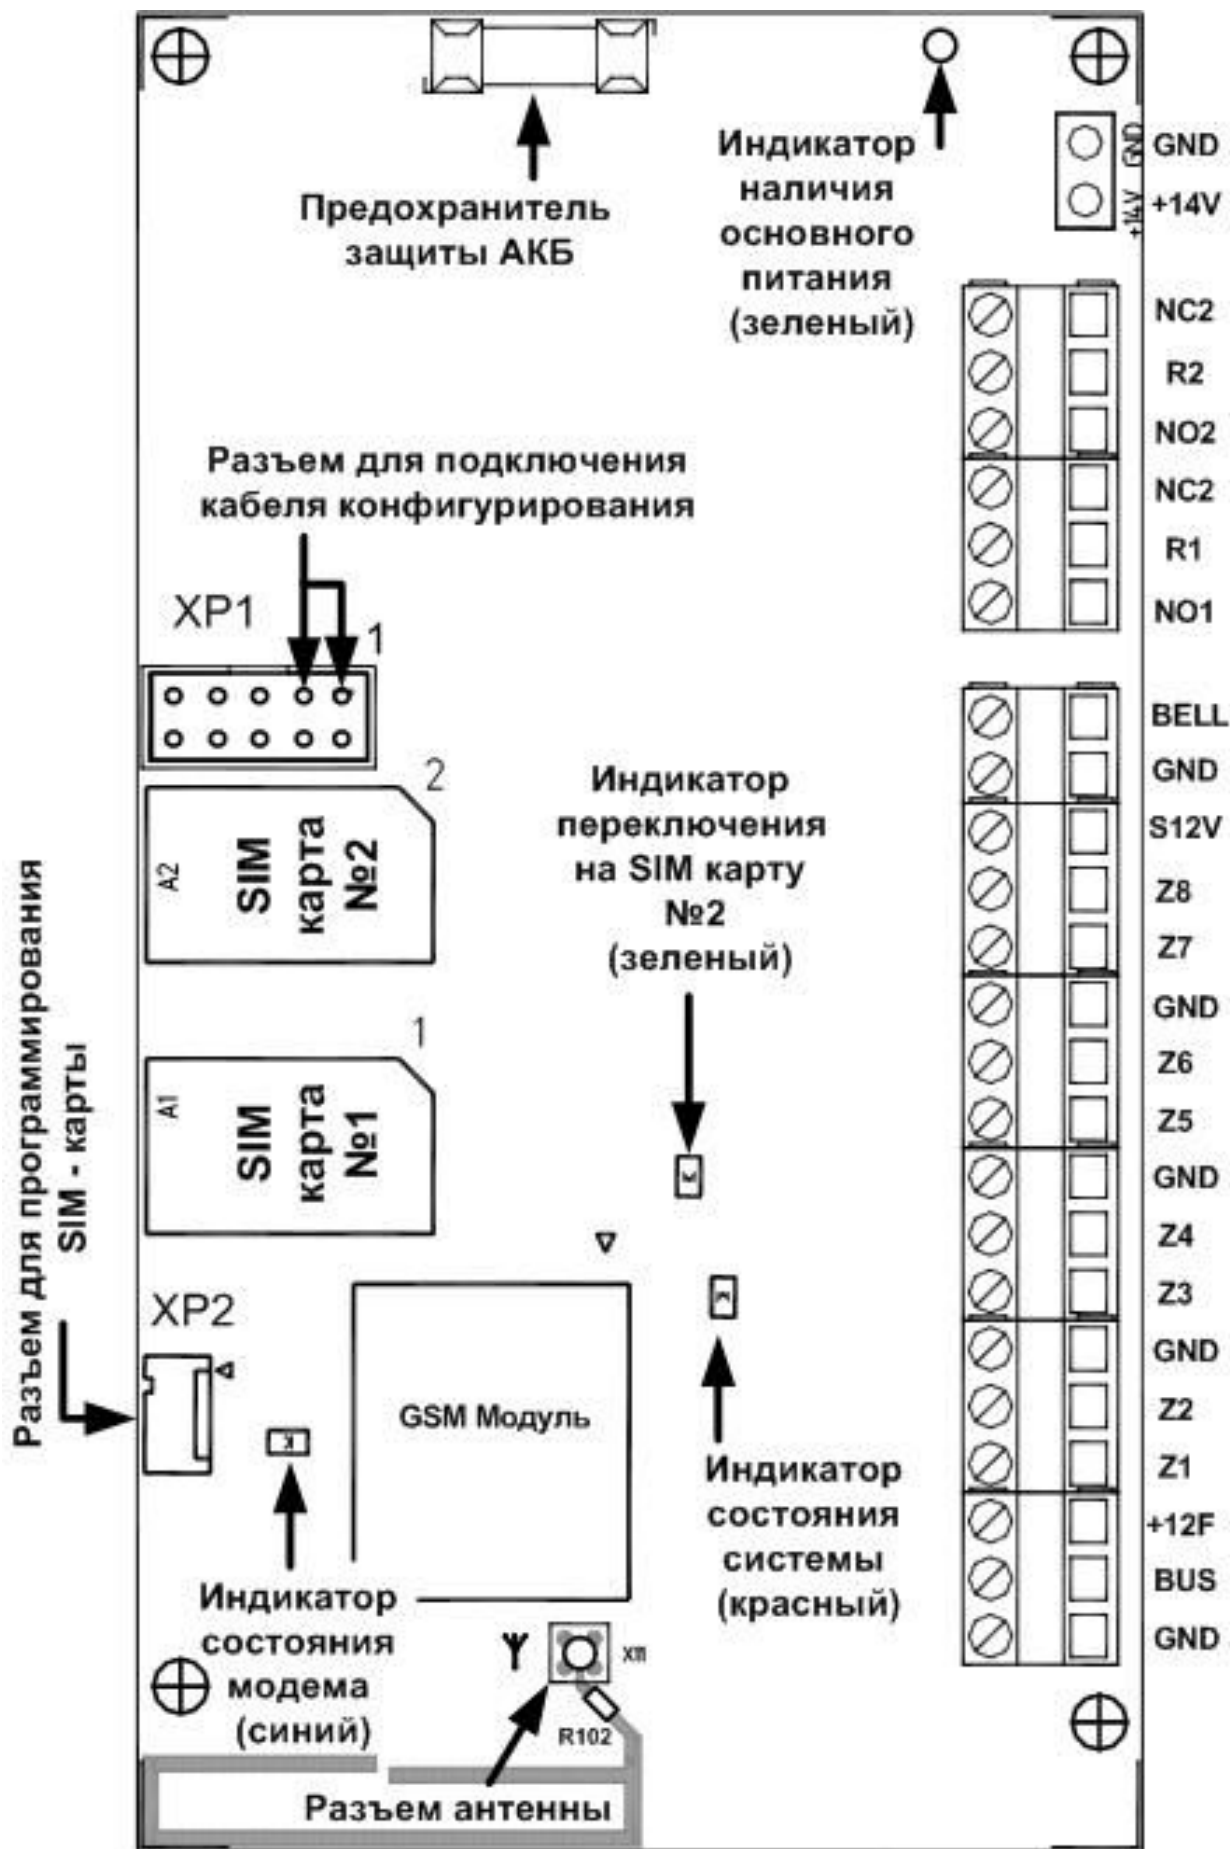 GND
GND
+14V
+14V
Предохранитель
защиты АКБ
Индикатор
наличия
основного
питания
(зеленый)
NC2
R2
NO2
NC2
R1
NO1
Разъем для подключения
кабеля конфигурирования
XP1
1
BELL
GND
S12V
Z8
Z7
GND
Z6
Z5
GND
Z4
Z3
GND
Z2
Z1
+12F
BUS
GND
2
A2
SIM
карта
№2
Индикатор
переключения
на SIM карту
№2
(зеленый)
1
A1
SIM
карта
№1
Разъем для программирования
SIM - карты
XP2
GSM Модуль
Индикатор
состояния
системы
(красный)
Индикатор
состояния
модема
(синий)
X11
R102
Разъем антенны